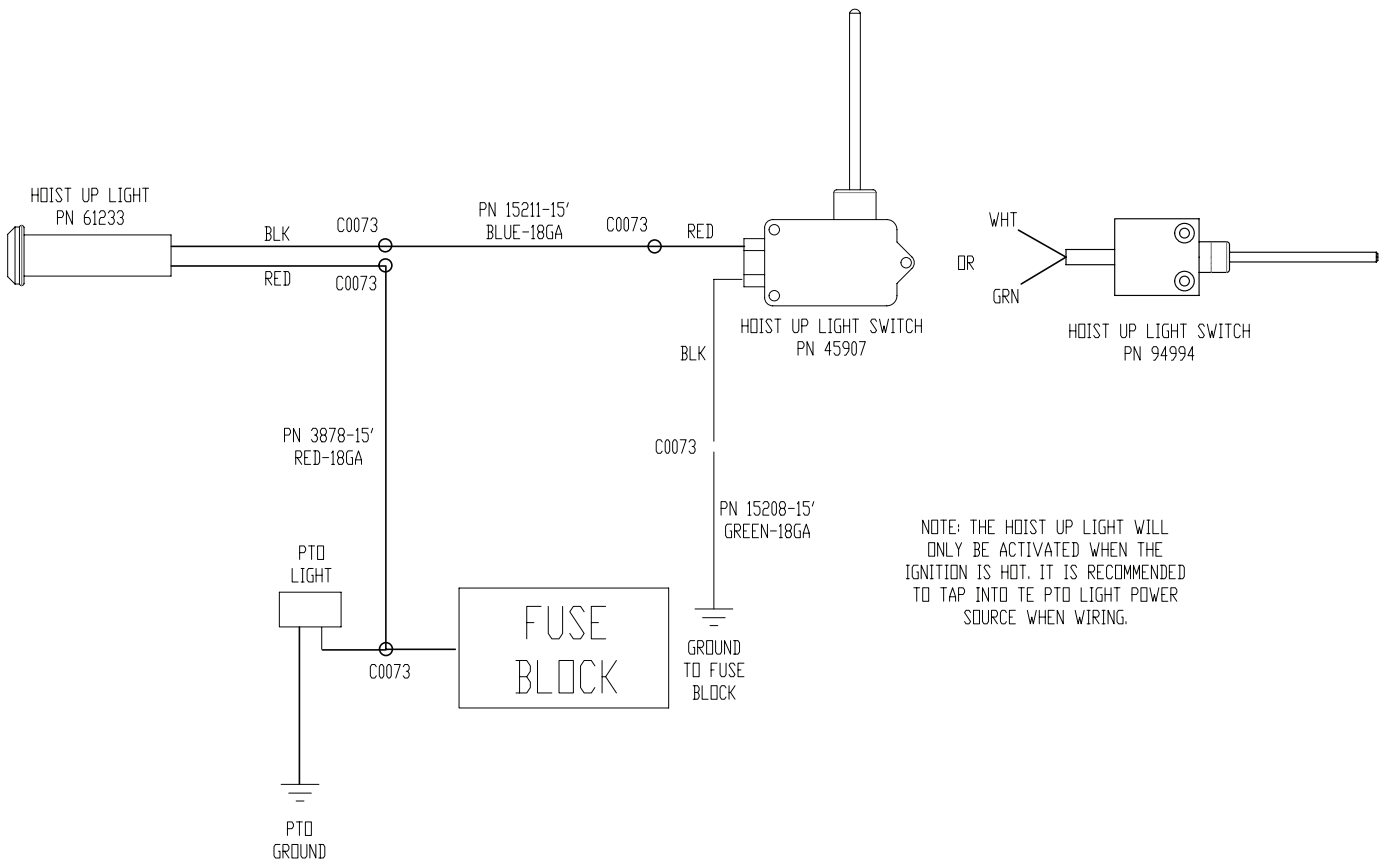 HOIST UP LIGHT
PN 61233
BLK
RED
C0073
C0073
PN 15211-15'
BLUE-18GA
C0073
RED
HOIST UP LIGHT SWITCH
PN 45907
OR
WHT
GRN
HOIST UP LIGHT SWITCH
PN 94994
BLK
C0073
PN 3878-15'
RED-18GA
PN 15208-15'
GREEN-18GA
NOTE: THE HOIST UP LIGHT WILL
ONLY BE ACTIVATED WHEN THE
IGNITION IS HOT. IT IS RECOMMENDED
TO TAP INTO TE PTO LIGHT POWER
SOURCE WHEN WIRING.
PTO
LIGHT
FUSE
BLOCK
C0073
GROUND
TO FUSE
BLOCK
PTO
GROUND